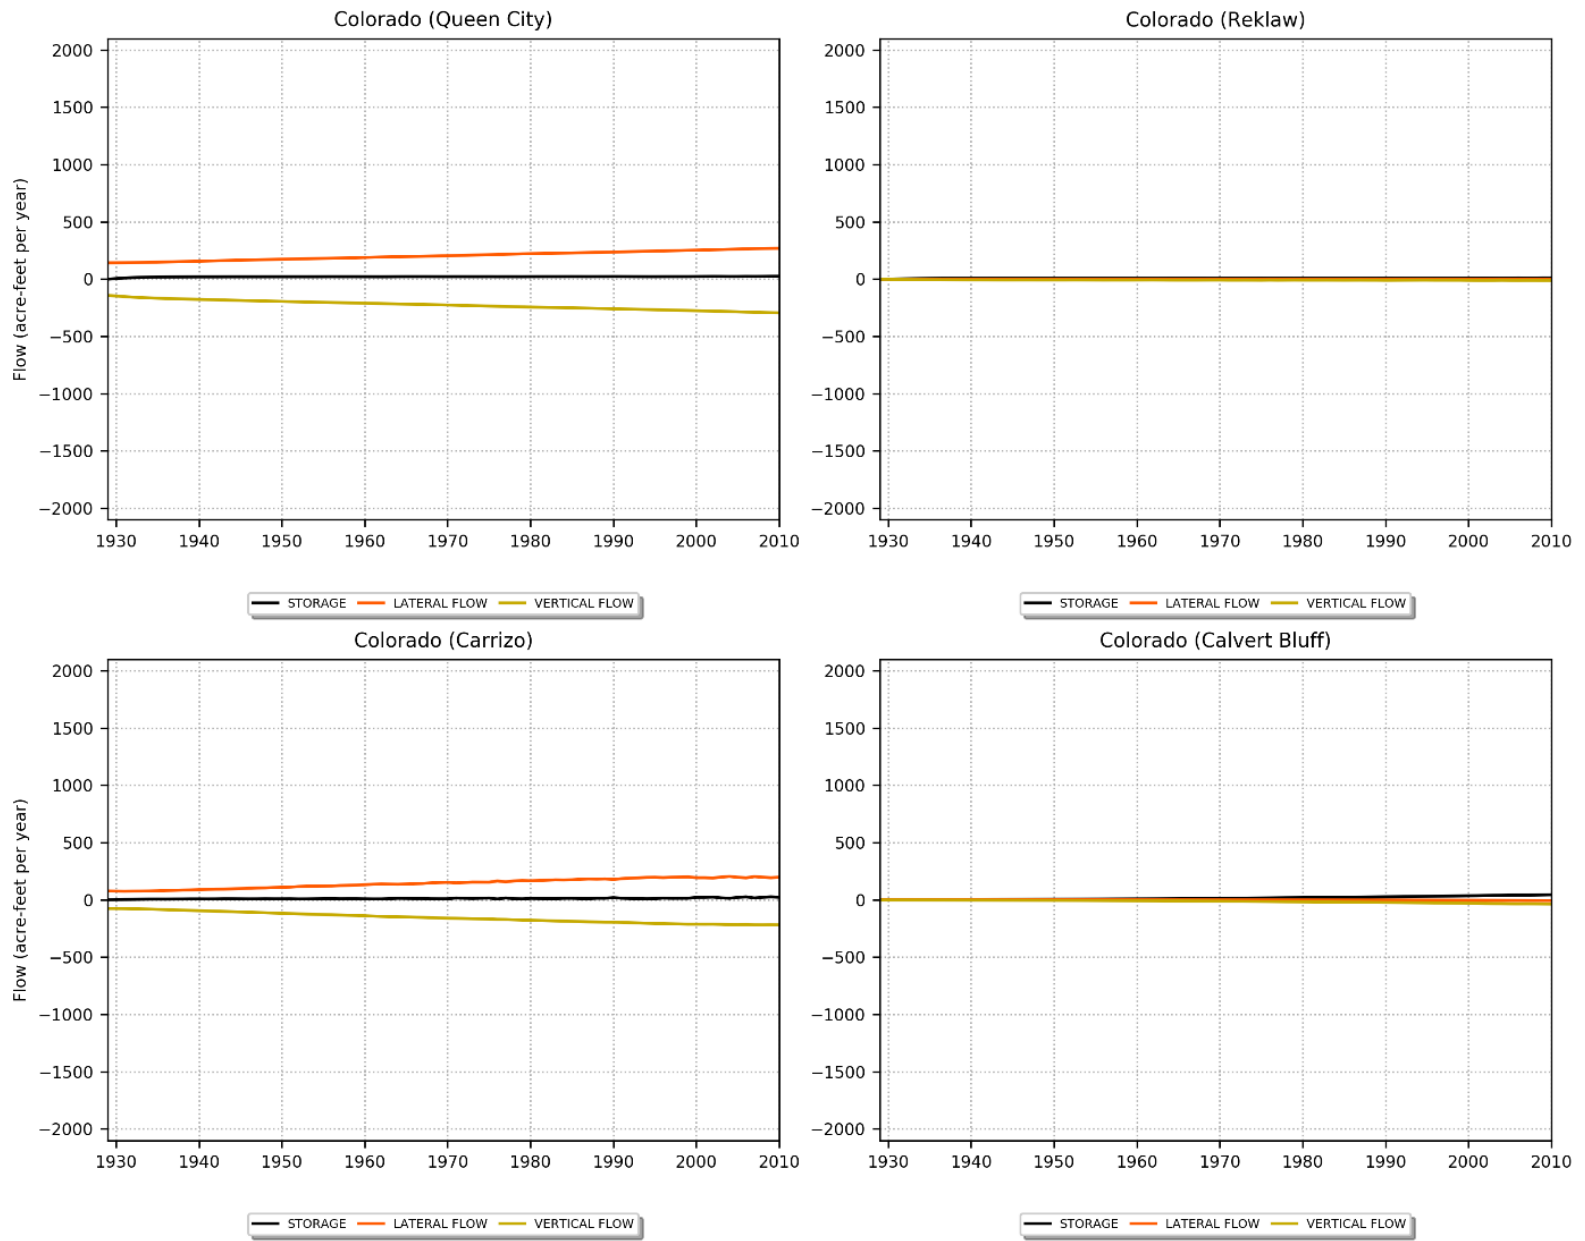 Colorado (Queen City)
Flow (acre-feet per year)
2000
1500
1000
500
0
−500
−1000
−1500
−2000
1930 1940 1950 1960 1970 1980 1990 2000 2010
STORAGE LATERAL FLOW VERTICAL FLOW
Colorado (Reklaw)
2000
1500
1000
500
0
−500
−1000
−1500
−2000
1930 1940 1950 1960 1970 1980 1990 2000 2010
STORAGE LATERAL FLOW VERTICAL FLOW
Colorado (Carrizo)
Flow (acre-feet per year)
2000
1500
1000
500
0
−500
−1000
−1500
−2000
1930 1940 1950 1960 1970 1980 1990 2000 2010
STORAGE LATERAL FLOW VERTICAL FLOW
Colorado (Calvert Bluff)
2000
1500
1000
500
0
−500
−1000
−1500
−2000
1930 1940 1950 1960 1970 1980 1990 2000 2010
STORAGE LATERAL FLOW VERTICAL FLOW